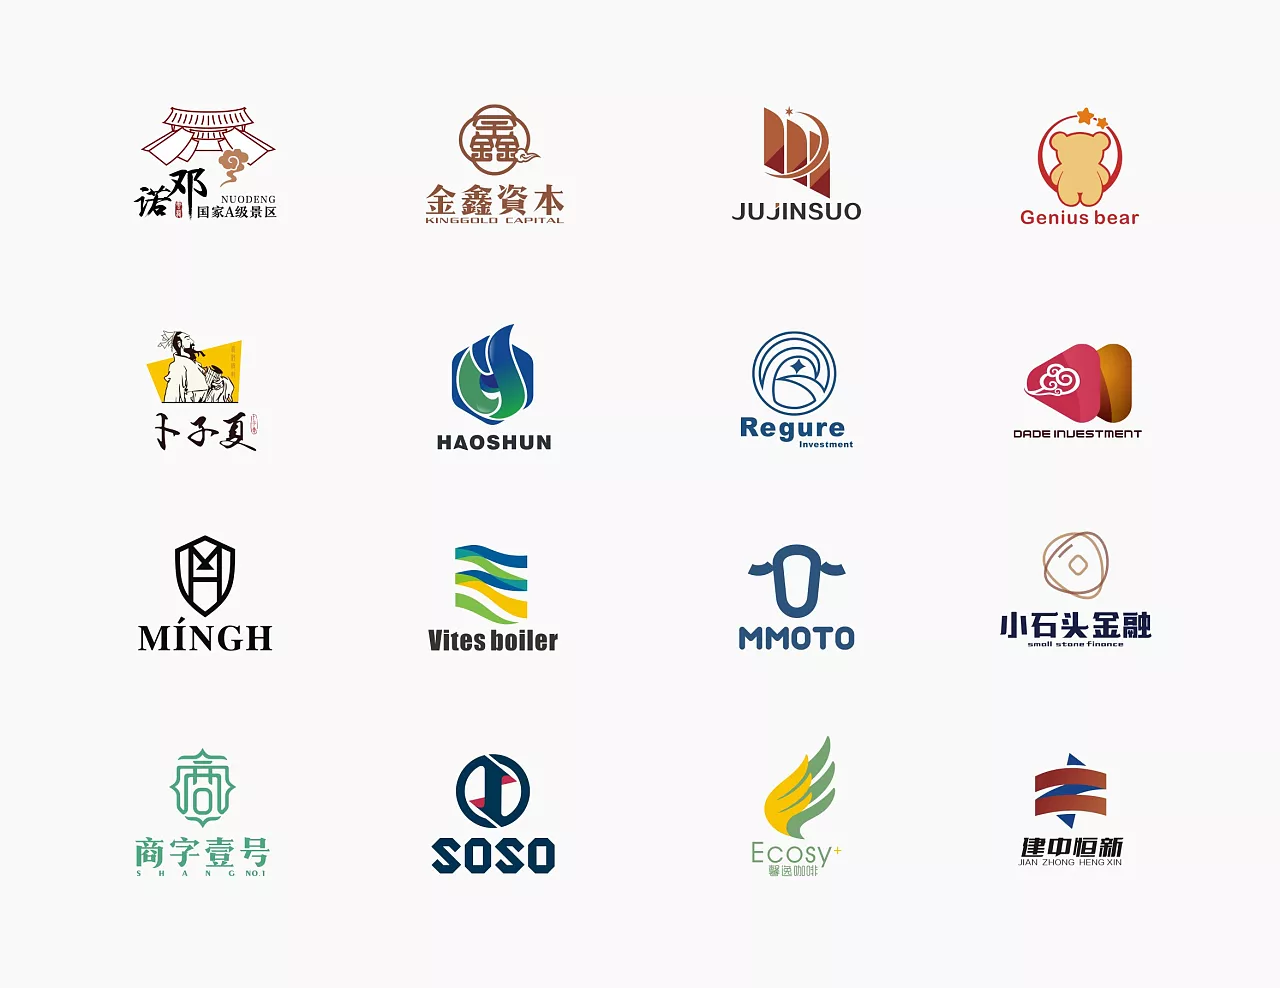 诺邓
NUODENG
国家A级景区
金鑫資本
KINGGOLD CAPITAL
JUJINSUO
Genius bear
卜子夏
HAOSHUN
Regure
Investment
DADE INVESTMENT
MÍNGH
Vites boiler
MMOTO
小石头金融
small stone finance
商字壹号
SHANG NO.1
SOSO
Ecosy+
馨逸咖啡
建中恒新
JIAN ZHONG HENG XIN